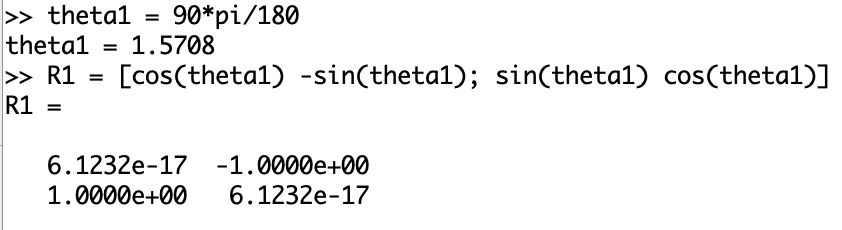 >> theta1 = 90*pi/180
theta1 = 1.5708
>> R1 = [cos(theta1) -sin(theta1); sin(theta1) cos(theta1)]
R1 =
6.1232e-17 -1.0000e+00
1.0000e+00 6.1232e-17